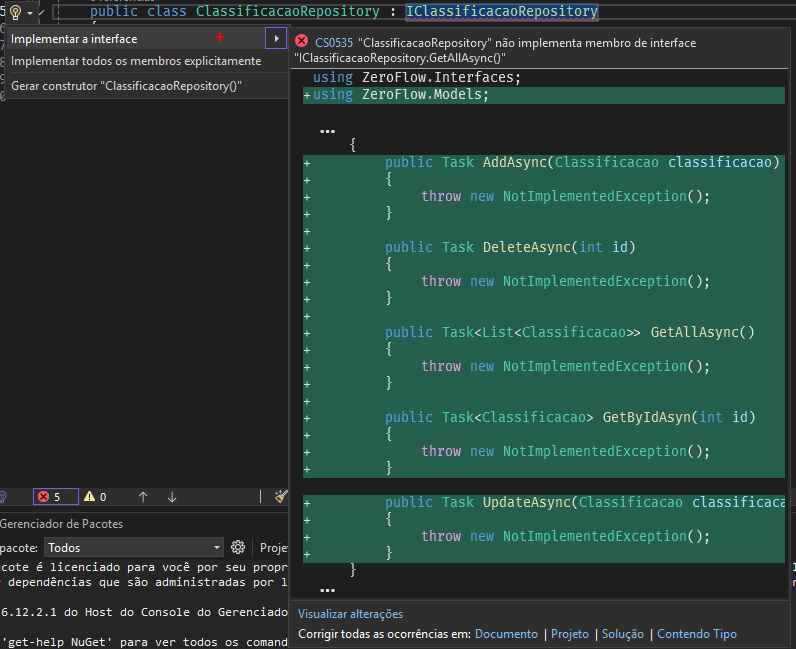 public class ClassificacaoRepository : IClassificacaoRepository
Implementar a interface
Implementar todos os membros explicitamente
Gerar construtor "ClassificacaoRepository()"
CS0535 "ClassificacaoRepository" não implementa membro de interface
"IClassificacaoRepository.GetAllAsync()"
using ZeroFlow.Interfaces;
+using ZeroFlow.Models;
...
{
+ public Task AddAsync(Classificacao classificacao)
+ {
+ throw new NotImplementedException();
+ }
+
+ public Task DeleteAsync(int id)
+ {
+ throw new NotImplementedException();
+ }
+
+ public Task<List<Classificacao>> GetAllAsync()
+ {
+ throw new NotImplementedException();
+ }
+
+ public Task<Classificacao> GetByIdAsyn(int id)
+ {
+ throw new NotImplementedException();
+ }
+ public Task UpdateAsync(Classificacao classificaca
+ {
+ throw new NotImplementedException();
+ }
}
...
Visualizar alterações
Corrigir todas as ocorrências em: Documento | Projeto | Solução | Contendo Tipo
5 0
Gerenciador de Pacotes
pacote: Todos Proje
cote é licenciado para você por seu propr
dependências que são administradas por l
6.12.2.1 do Host do Console do Gerenciado
'get-help NuGet' para ver todos os comand